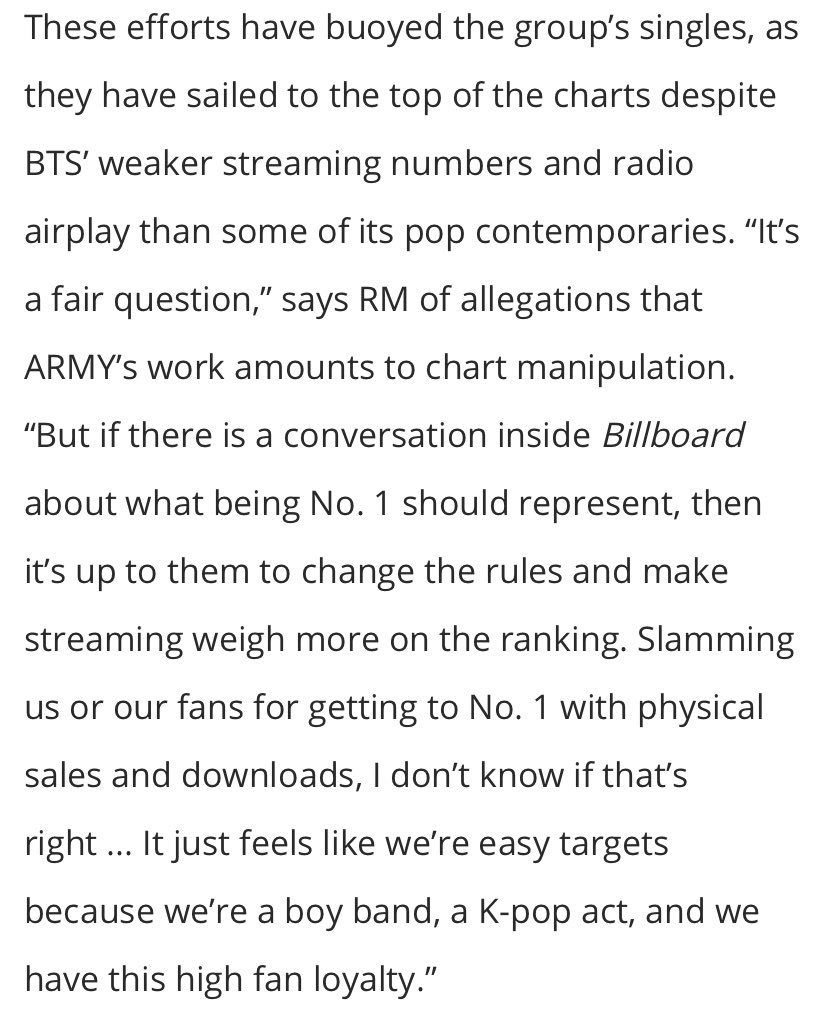 These efforts have buoyed the group’s singles, as
they have sailed to the top of the charts despite
BTS’ weaker streaming numbers and radio
airplay than some of its pop contemporaries. “It’s
a fair question,” says RM of allegations that
ARMY’s work amounts to chart manipulation.
“But if there is a conversation inside Billboard
about what being No. 1 should represent, then
it’s up to them to change the rules and make
streaming weigh more on the ranking. Slamming
us or our fans for getting to No. 1 with physical
sales and downloads, I don’t know if that’s
right ... It just feels like we’re easy targets
because we’re a boy band, a K-pop act, and we
have this high fan loyalty.”